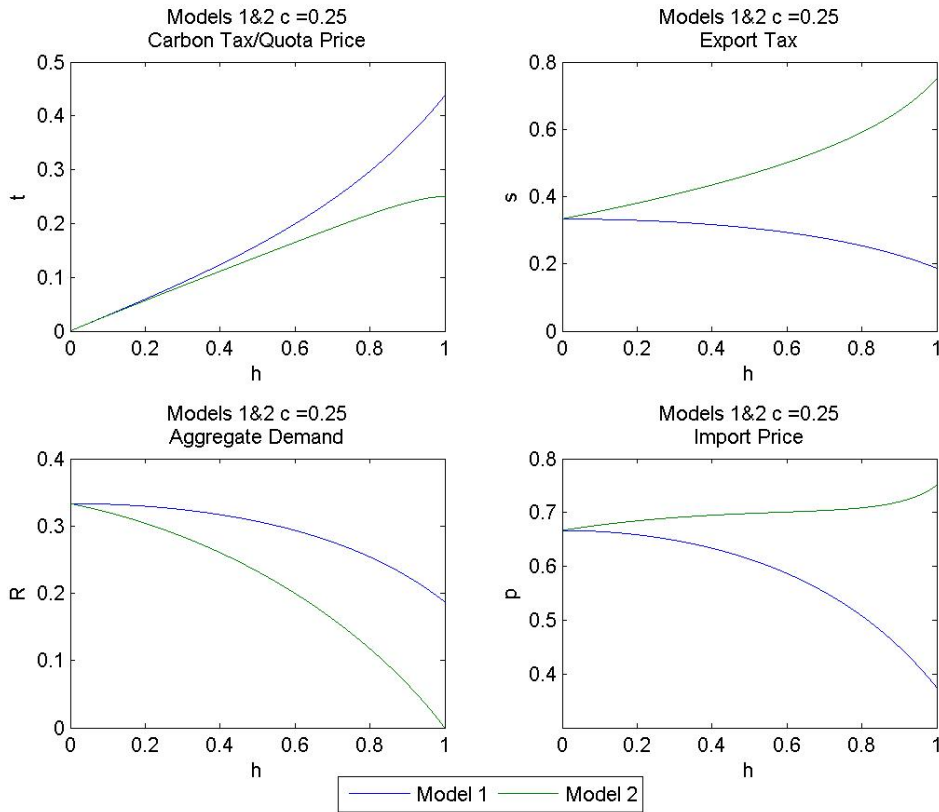 Models 1&2 c =0.25
Carbon Tax/Quota Price
0.5
0.4
0.3
0.2
0.1
0
t
0 0.2 0.4 0.6 0.8 1
h
Models 1&2 c =0.25
Export Tax
0.8
0.6
0.4
0.2
0
s
0 0.2 0.4 0.6 0.8 1
h
Models 1&2 c =0.25
Aggregate Demand
0.4
0.3
0.2
0.1
0
R
0 0.2 0.4 0.6 0.8 1
h
Models 1&2 c =0.25
Import Price
0.8
0.7
0.6
0.5
0.4
p
0 0.2 0.4 0.6 0.8 1
h
Model 1 Model 2